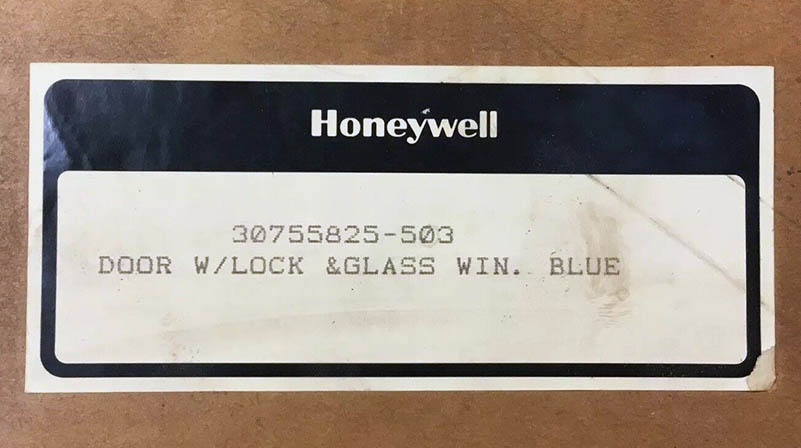 Honeywell
30755825-503
DOOR W/LOCK &GLASS WIN. BLUE